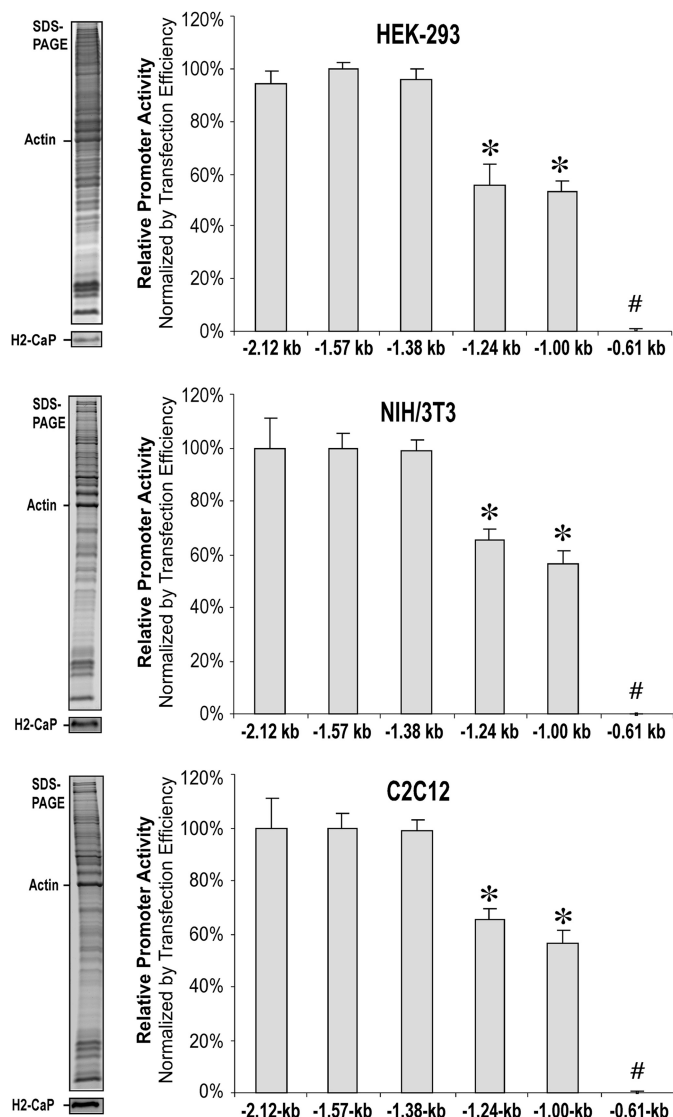 SDS-
PAGE
Actin
H2-CaP
Relative Promoter Activity
Normalized by Transfection Efficiency
120%
100%
80%
60%
40%
20%
0%
HEK-293
*
*
#
-2.12 kb
-1.57 kb
-1.38 kb
-1.24 kb
-1.00 kb
-0.61 kb
SDS-
PAGE
Actin
H2-CaP
Relative Promoter Activity
Normalized by Transfection Efficiency
120%
100%
80%
60%
40%
20%
0%
NIH/3T3
*
*
#
-2.12 kb
-1.57 kb
-1.38 kb
-1.24 kb
-1.00 kb
-0.61 kb
SDS-
PAGE
Actin
H2-CaP
Relative Promoter Activity
Normalized by Transfection Efficiency
120%
100%
80%
60%
40%
20%
0%
C2C12
*
*
#
-2.12-kb
-1.57-kb
-1.38-kb
-1.24-kb
-1.00-kb
-0.61-kb